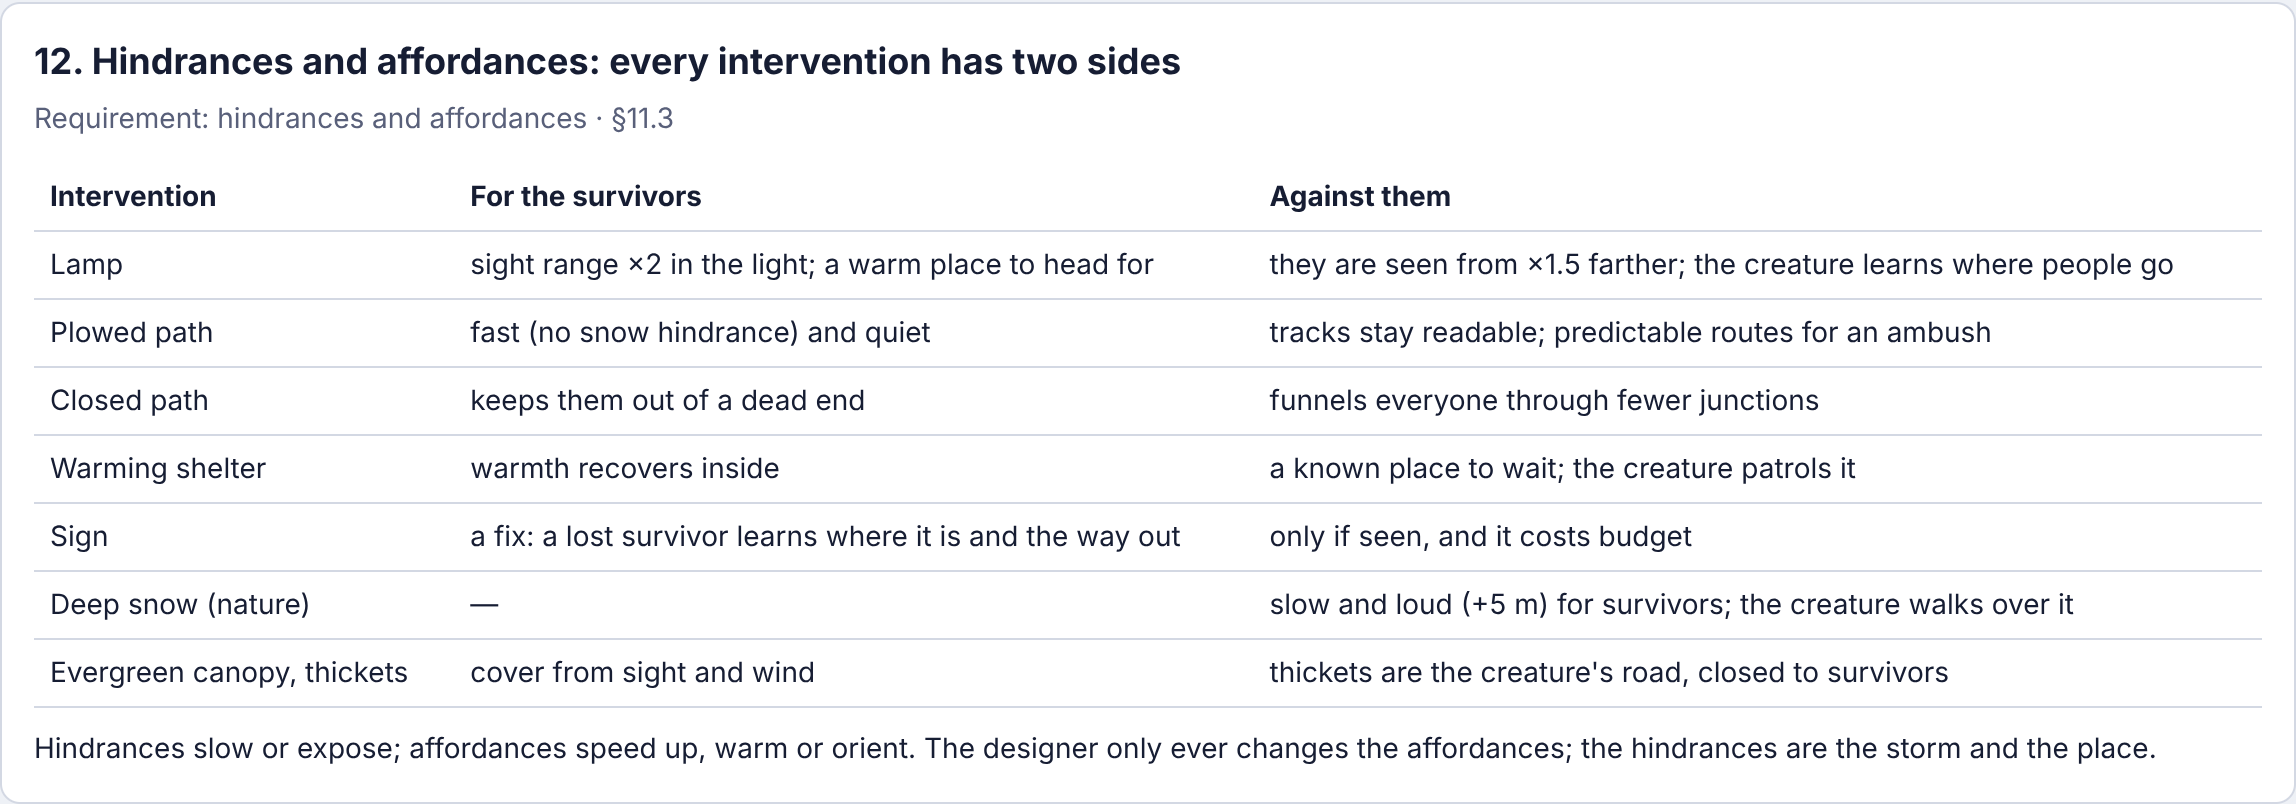 12. Hindrances and affordances: every intervention has two sides
Requirement: hindrances and affordances · §11.3
Intervention For the survivors Against them
Lamp sight range ×2 in the light; a warm place to head for they are seen from ×1.5 farther; the creature learns where people go
Plowed path fast (no snow hindrance) and quiet tracks stay readable; predictable routes for an ambush
Closed path keeps them out of a dead end funnels everyone through fewer junctions
Warming shelter warmth recovers inside a known place to wait; the creature patrols it
Sign a fix: a lost survivor learns where it is and the way out only if seen, and it costs budget
Deep snow (nature) — slow and loud (+5 m) for survivors; the creature walks over it
Evergreen canopy, thickets cover from sight and wind thickets are the creature's road, closed to survivors
Hindrances slow or expose; affordances speed up, warm or orient. The designer only ever changes the affordances; the hindrances are the storm and the place.